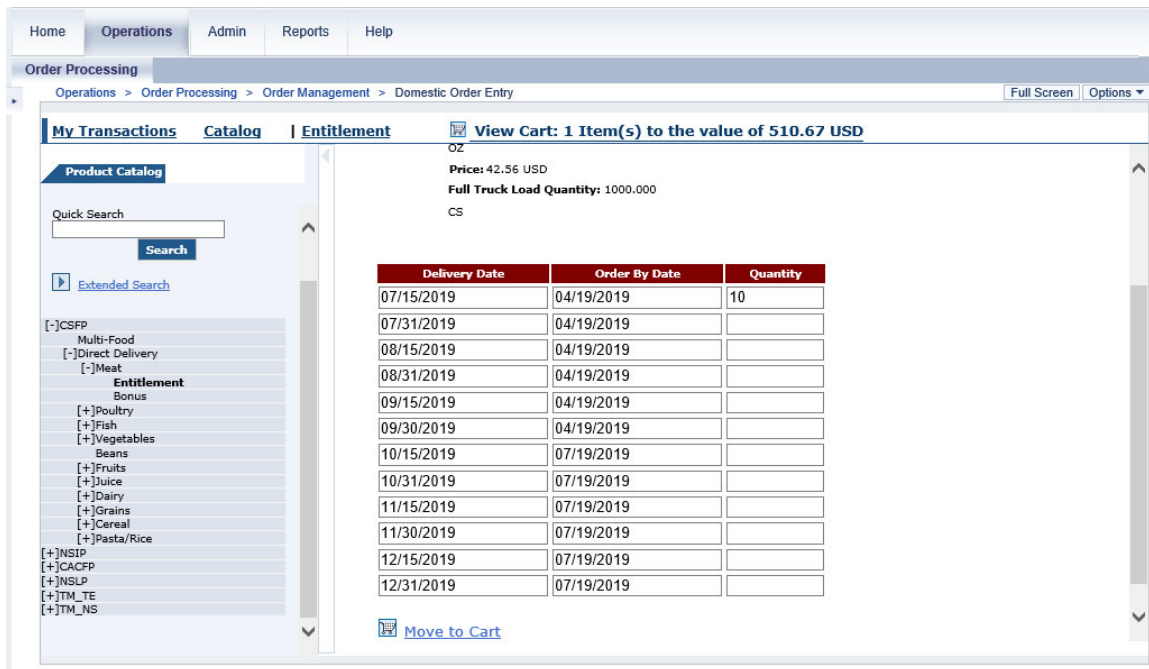 Home Operations Admin Reports Help
Order Processing
Operations > Order Processing > Order Management > Domestic Order Entry Full Screen Options
My Transactions Catalog | Entitlement View Cart: 1 Item(s) to the value of 510.67 USD
Product Catalog
Quick Search
Search
Extended Search
[-]CSFP
Multi-Food
[-]Direct Delivery
[-]Meat
Entitlement
Bonus
[+]Poultry
[+]Fish
[+]Vegetables
Beans
[+]Fruits
[+]Juice
[+]Dairy
[+]Grains
[+]Cereal
[+]Pasta/Rice
[+]NSIP
[+]CACFP
[+]NSLP
[+]TM_TE
[+]TM_NS
OZ
Price: 42.56 USD
Full Truck Load Quantity: 1000.000
CS
Delivery Date Order By Date Quantity
07/15/2019 04/19/2019 10
07/31/2019 04/19/2019
08/15/2019 04/19/2019
08/31/2019 04/19/2019
09/15/2019 04/19/2019
09/30/2019 04/19/2019
10/15/2019 07/19/2019
10/31/2019 07/19/2019
11/15/2019 07/19/2019
11/30/2019 07/19/2019
12/15/2019 07/19/2019
12/31/2019 07/19/2019
Move to Cart